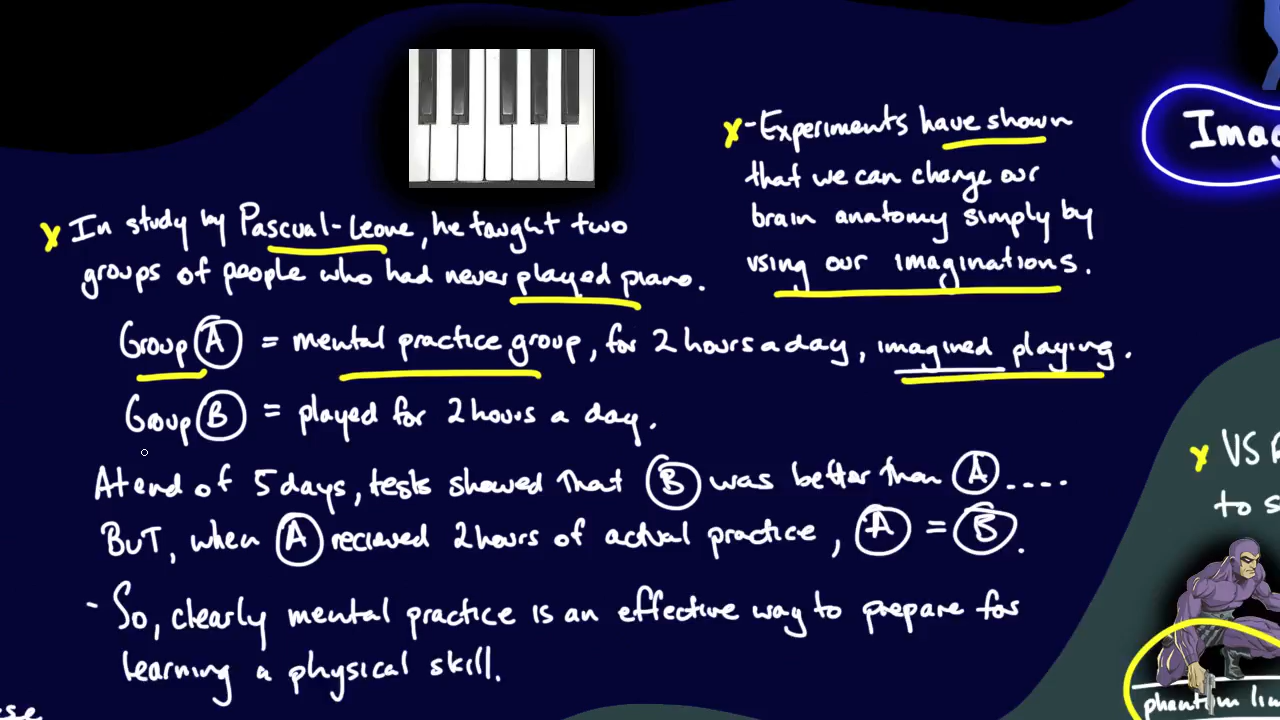 x - Experiments have shown
that we can change our
brain anatomy simply by
using our imaginations.
x In study by Pascual-Leone, he taught two
groups of people who had never played piano.
Group A = mental practice group, for 2 hours a day, imagined playing.
Group B = played for 2 hours a day.
At end of 5 days, tests showed that B was better than A ....
BUT, when A recieved 2 hours of actual practice, A = B.
- So, clearly mental practice is an effective way to prepare for
learning a physical skill.
Imag
x VS
to s
phantom lim
ese